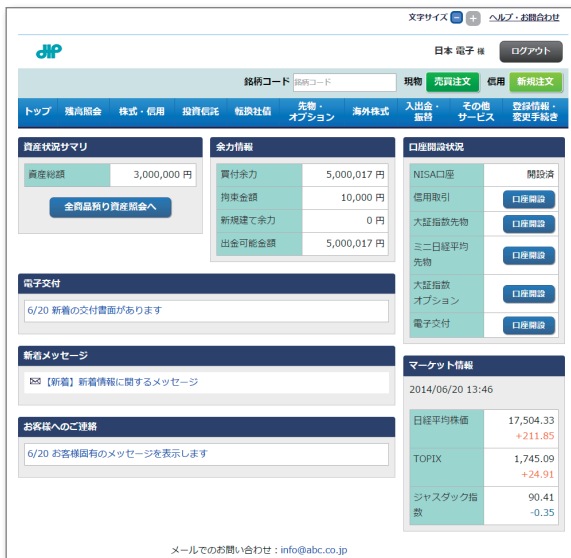 文字サイズ - + ヘルプ・お問合わせ
JIP
日本 電子 様 ログアウト
銘柄コード 銘柄コード 現物 売買注文 信用 新規注文
トップ 残高照会 株式・信用 投資信託 転換社債 先物・オプション 海外株式 入出金・振替 その他サービス 登録情報・変更手続き
資産状況サマリ
資産総額 3,000,000 円
全商品預り資産照会へ
余力情報
買付余力 5,000,017 円
拘束金額 10,000 円
新規建て余力 0 円
出金可能金額 5,000,017 円
口座開設状況
NISA口座 開設済
信用取引 口座開設
大証指数先物 口座開設
ミニ日経平均
先物 口座開設
大証指数
オプション 口座開設
電子交付 口座開設
電子交付
6/20 新着の交付書面があります
新着メッセージ
【新着】新着情報に関するメッセージ
お客様へのご連絡
6/20 お客様固有のメッセージを表示します
マーケット情報
2014/06/20 13:46
日経平均株価 17,504.33
+211.85
TOPIX 1,745.09
+24.91
ジャスダック指
数 90.41
-0.35
メールでのお問い合わせ：info@abc.co.jp